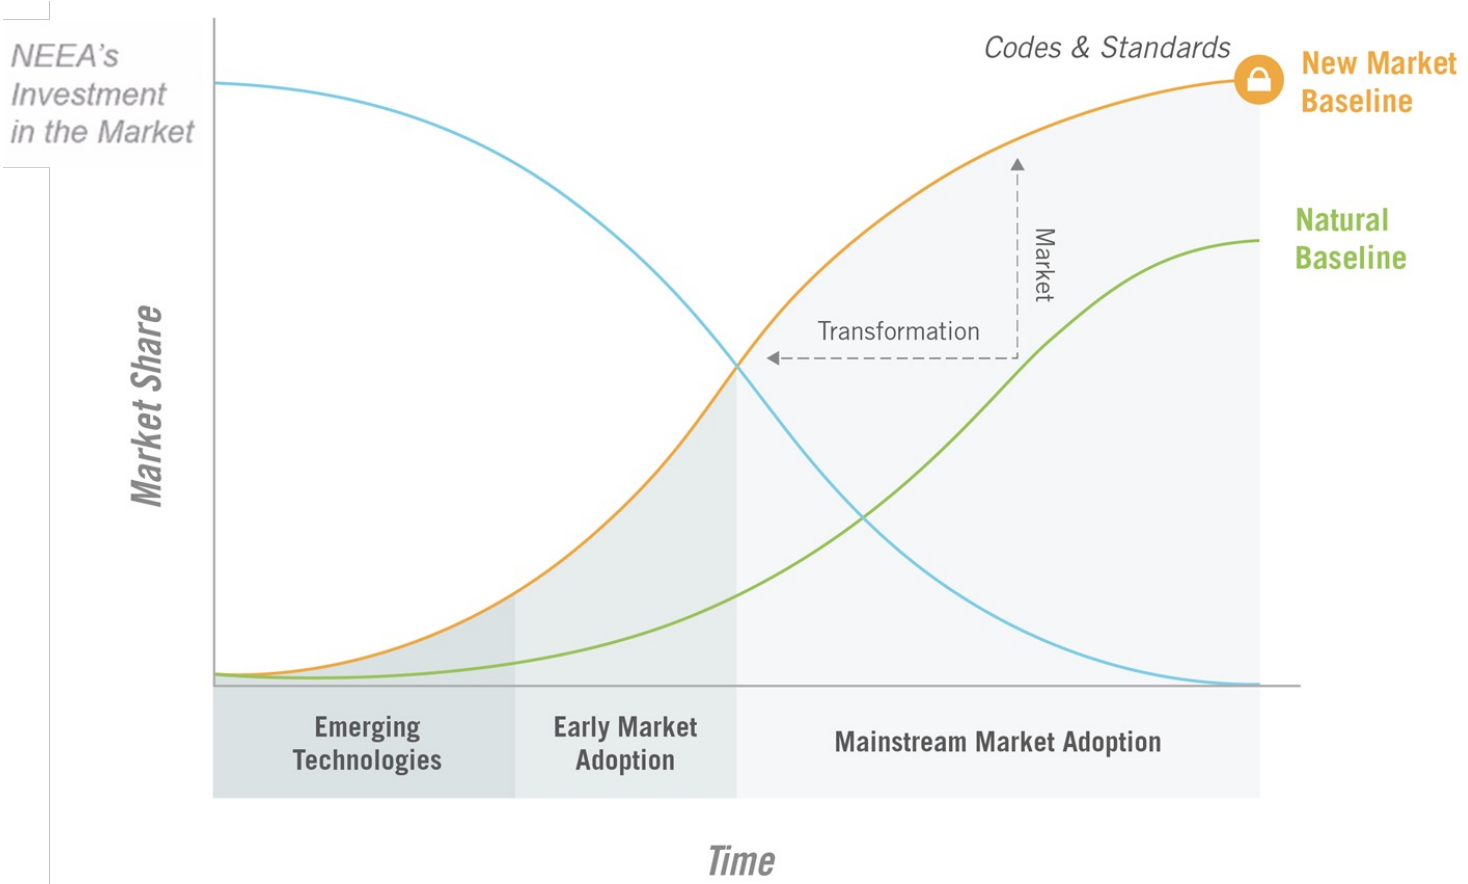 NEEA's
Investment
in the Market
Codes & Standards
New Market
Baseline
Natural
Baseline
Market
Transformation
Market Share
Emerging
Technologies
Early Market
Adoption
Mainstream Market Adoption
Time